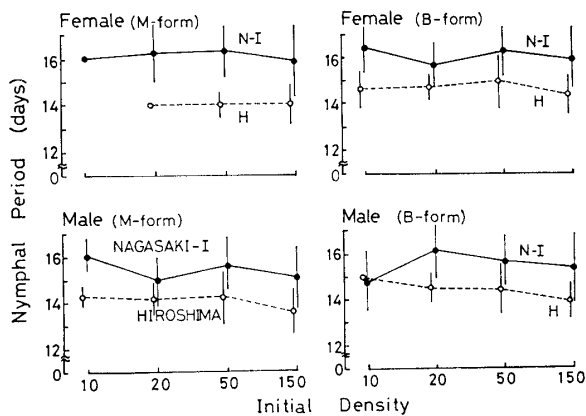 Female (M-form)
Female (B-form)
N-I
H
16
14
12
0
N-I
H
16
14
12
0
Nymphal Period (days)
Male (M-form)
NAGASAKI-I
HIROSHIMA
16
14
12
0
10 20 50 150
Male (B-form)
N-I
H
16
14
12
0
10 20 50 150
Initial Density